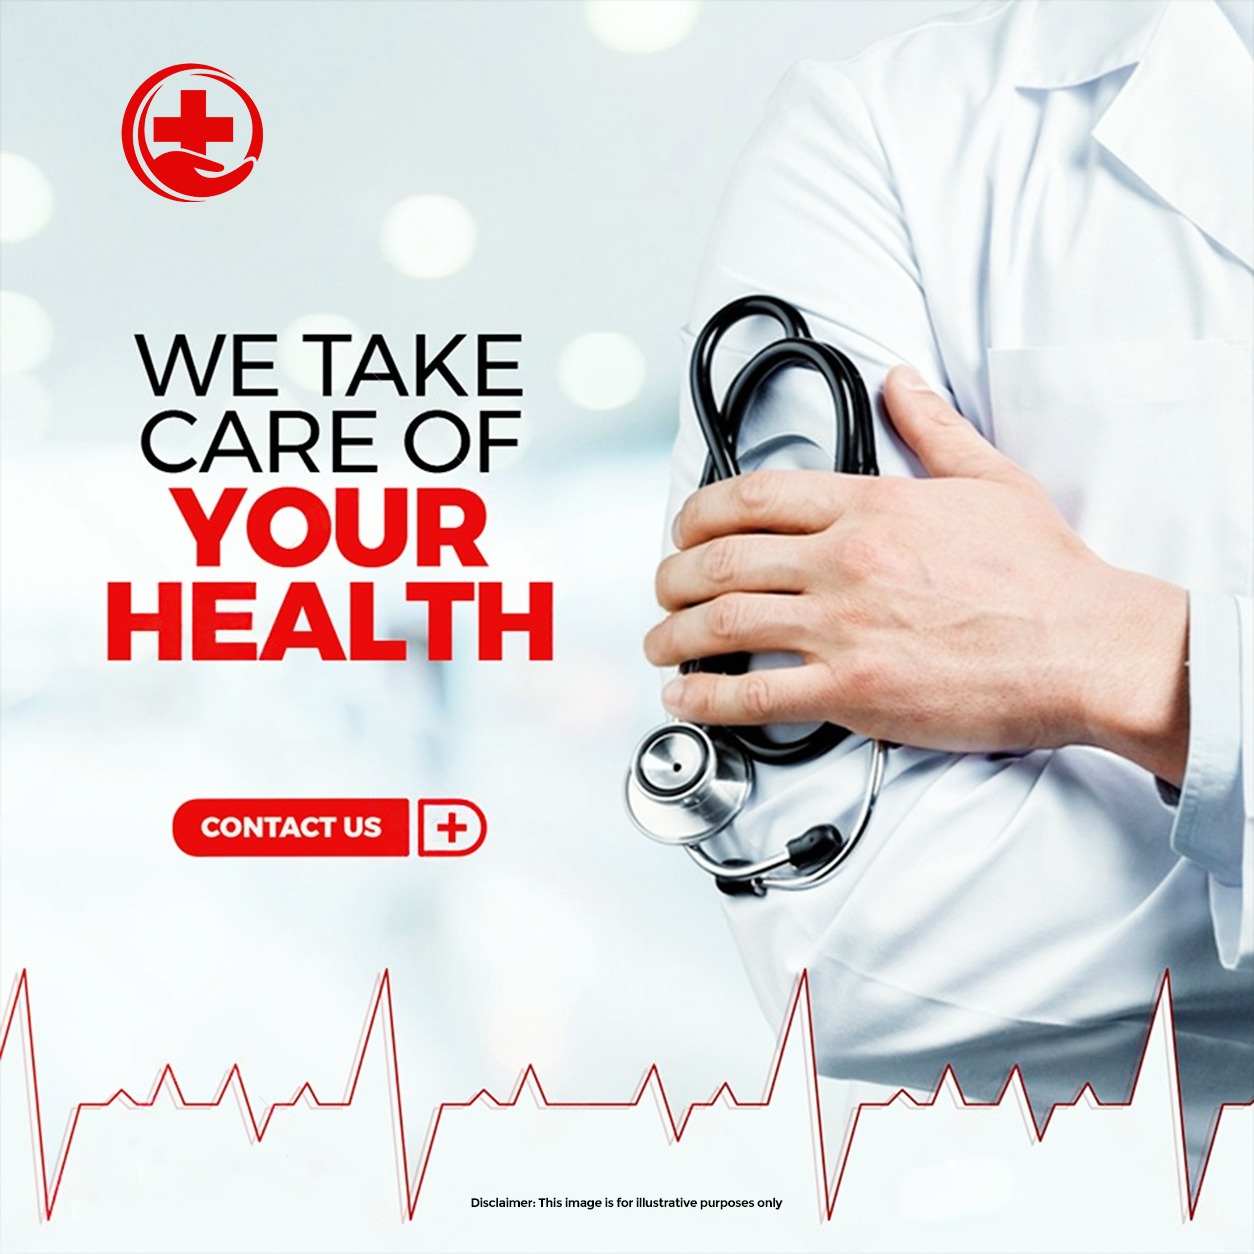 WE TAKE
CARE OF
YOUR
HEALTH
CONTACT US
Disclaimer: This image is for illustrative purposes only